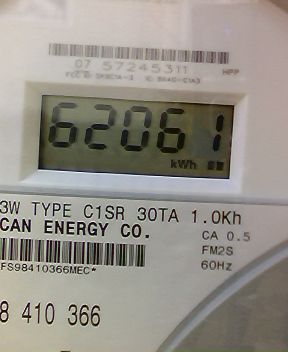 07 57245311
HPP
62061
kWh
3W TYPE C1SR 30TA 1.0Kh
CAN ENERGY CO.
CA 0.5
FM2S
60Hz
FS98410366MEC*
8 410 366